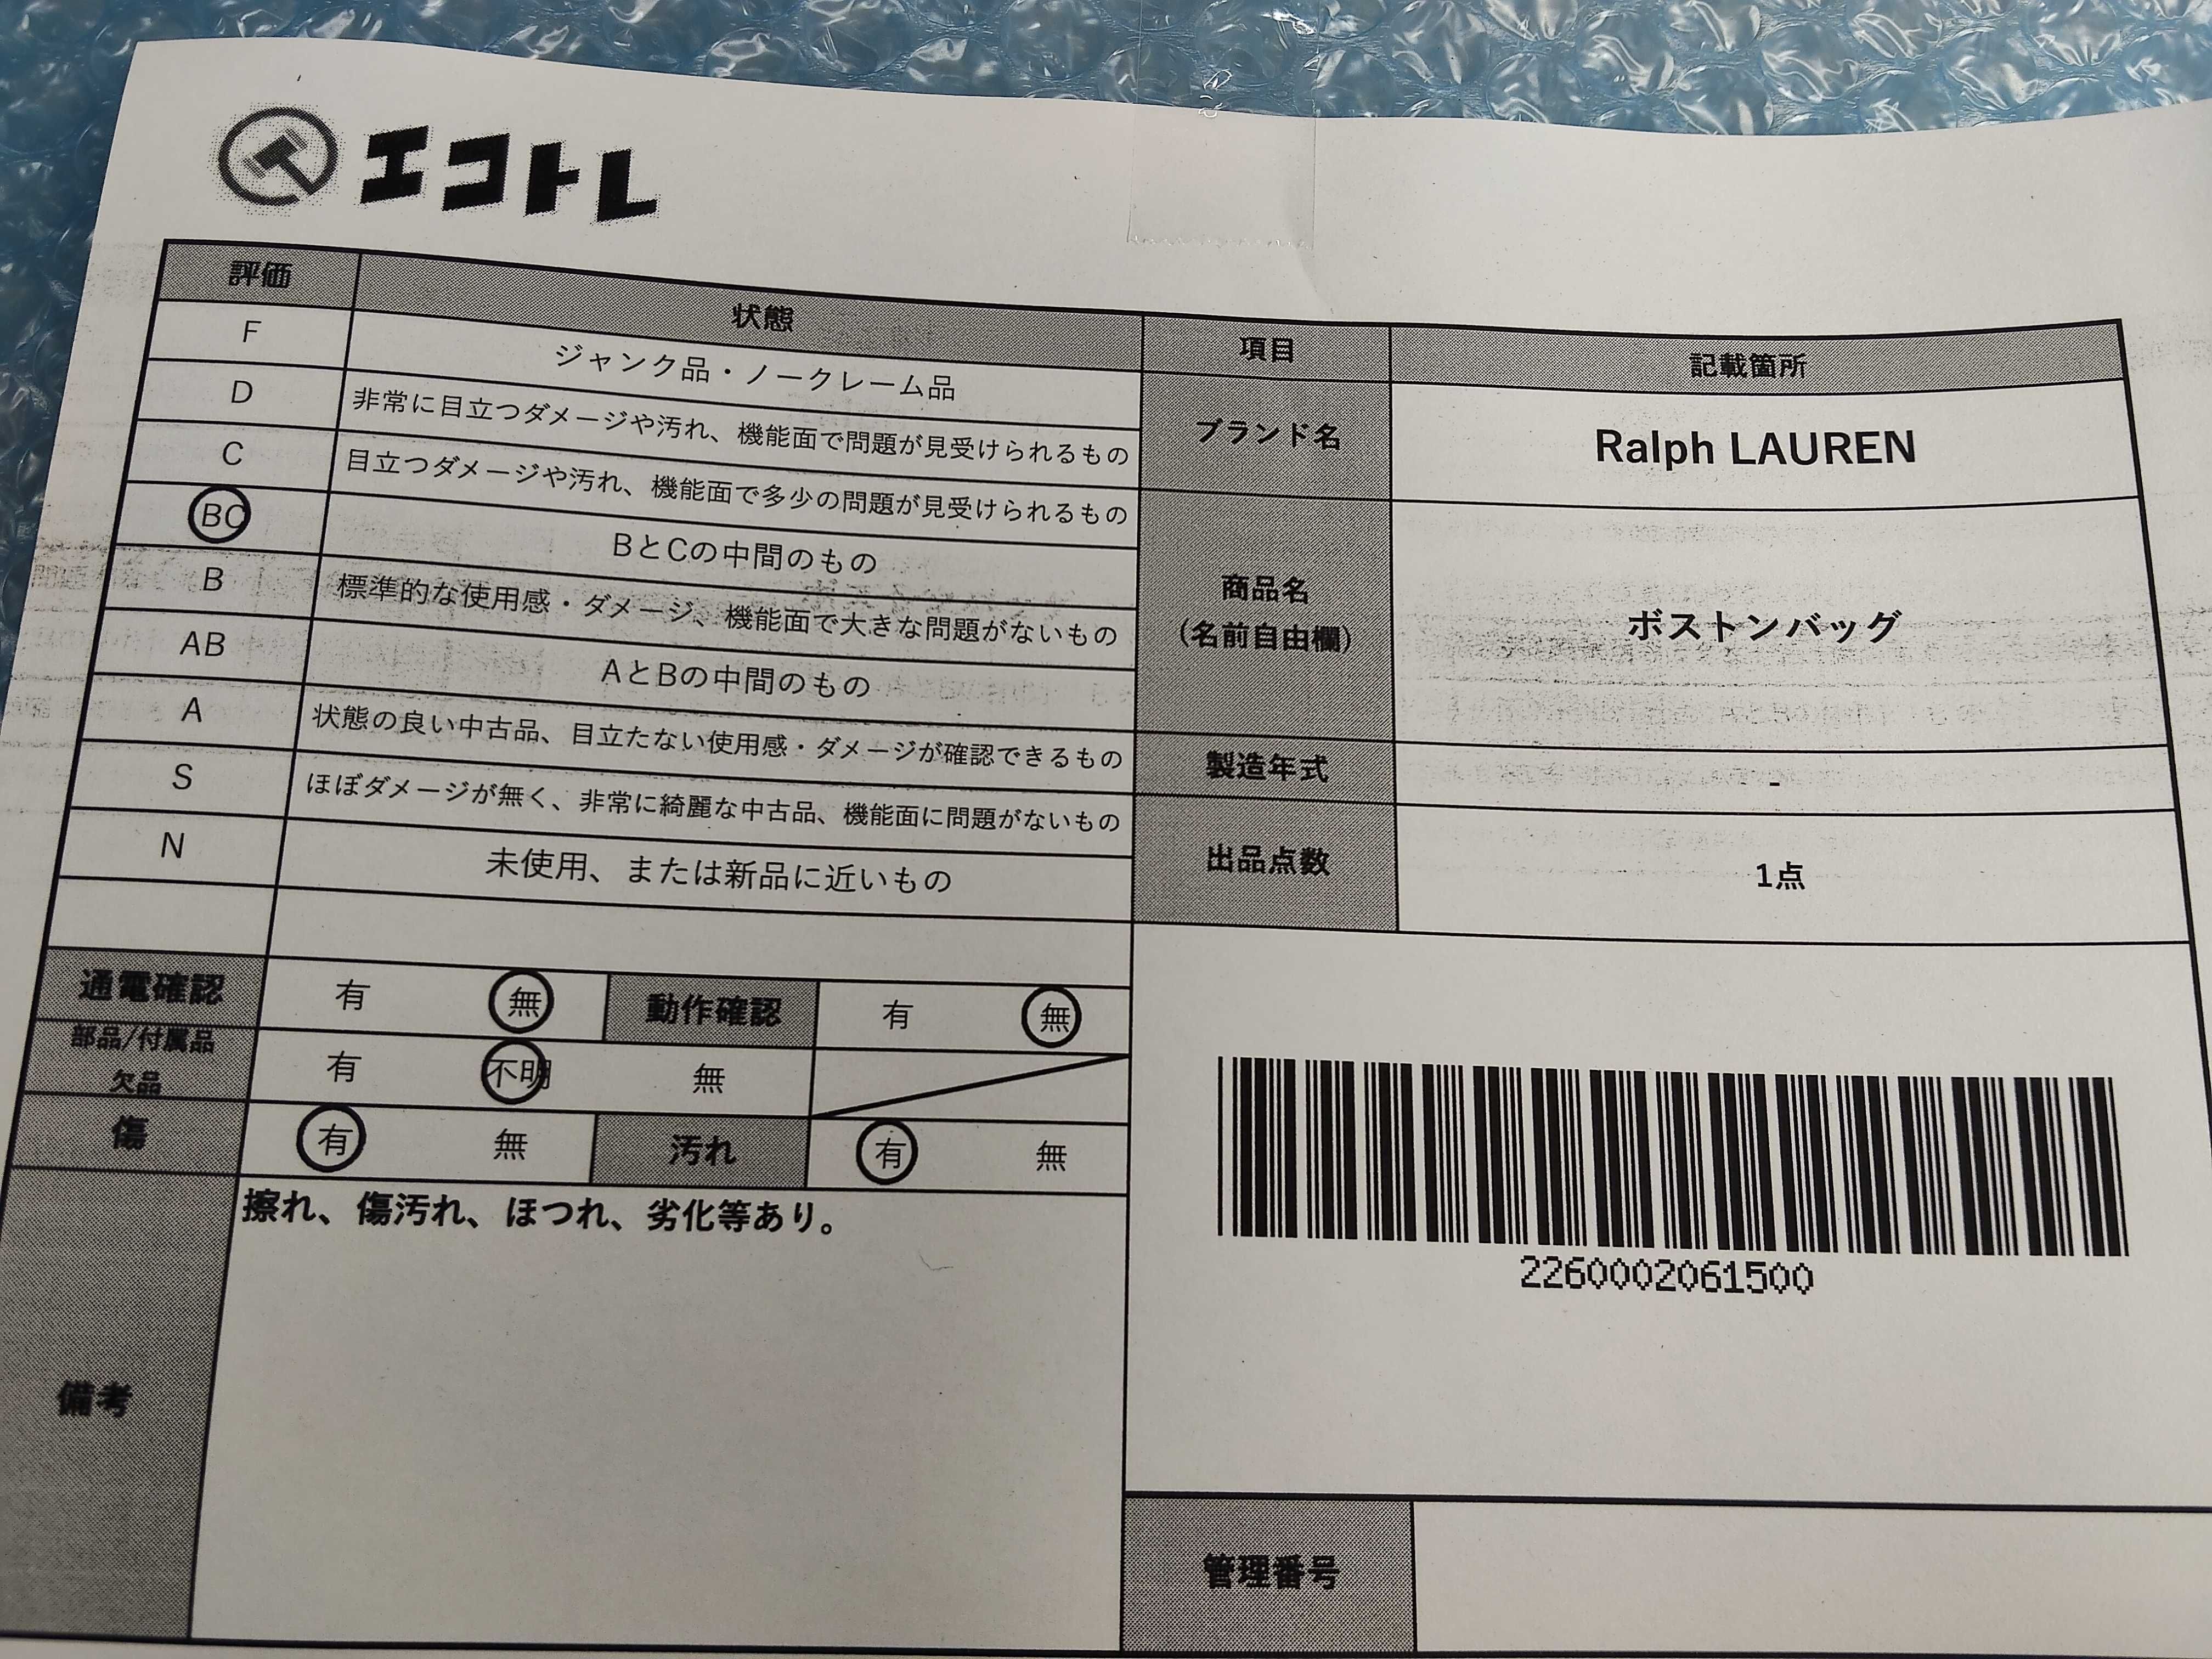 エコトレ
評価 状態
F ジャンク品・ノークレーム品
D 非常に目立つダメージや汚れ、機能面で問題が見受けられるもの
C 目立つダメージや汚れ、機能面で多少の問題が見受けられるもの
BC BとCの中間のもの
B 標準的な使用感・ダメージ、機能面で大きな問題がないもの
AB AとBの中間のもの
A 状態の良い中古品、目立たない使用感・ダメージが確認できるもの
S ほぼダメージが無く、非常に綺麗な中古品、機能面に問題がないもの
N 未使用、または新品に近いもの
項目 記載箇所
ブランド名 Ralph LAUREN
商品名
(名前自由欄)
ボストンバッグ
製造年式 -
出品点数 1点
通電確認 有 無 動作確認 有 無
部品/付属品
欠品
有 不明 無
傷 有 無 汚れ 有 無
備考
擦れ、傷汚れ、ほつれ、劣化等あり。
2260002061500
管理番号